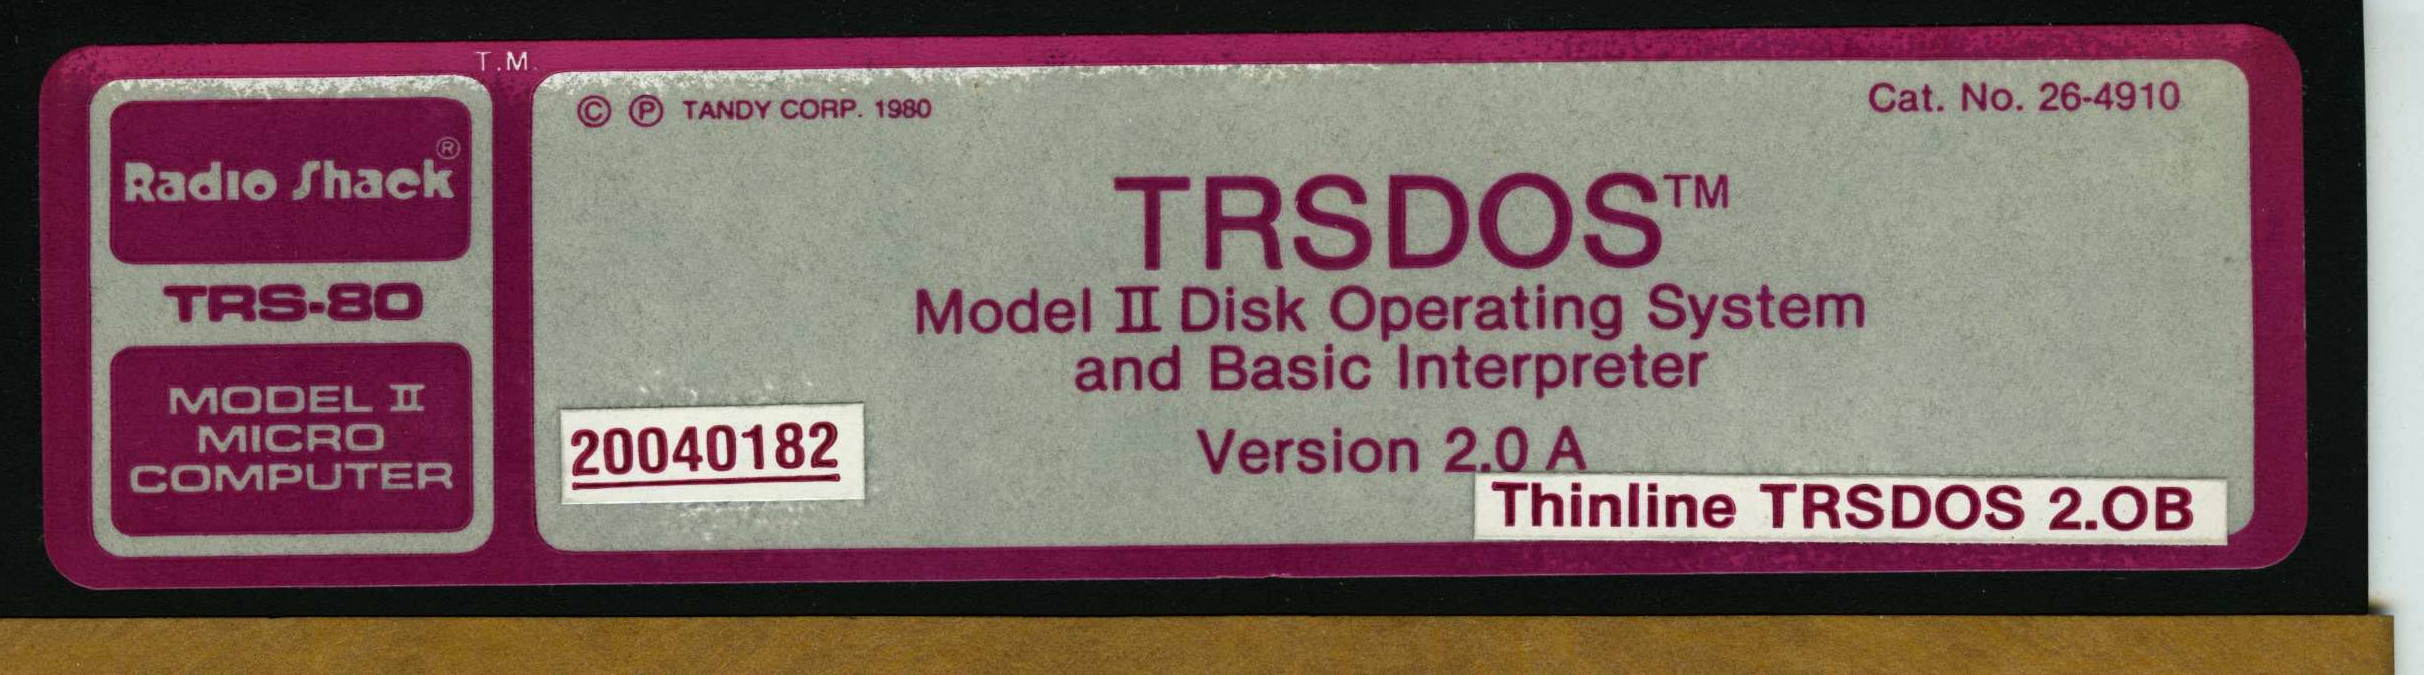 T.M.
Radio Shack®
TRS-80
MODEL II
MICRO
COMPUTER
© ℗ TANDY CORP. 1980
Cat. No. 26-4910
TRSDOS™
Model II Disk Operating System
and Basic Interpreter
Version 2.0 A
20040182
Thinline TRSDOS 2.OB